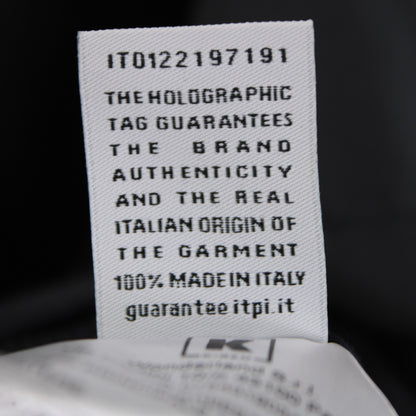 IT0122197191
THE HOLOGRAPHIC
TAG GUARANTEES
THE BRAND
AUTHENTICITY
AND THE REAL
ITALIAN ORIGIN OF
THE GARMENT
100% MADE IN ITALY
guarantee itpi.it
K